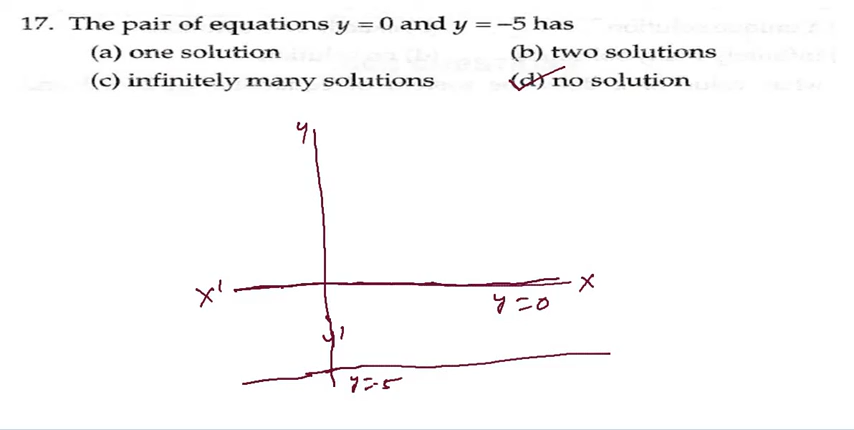 17. The pair of equations y = 0 and y = −5 has
(a) one solution (b) two solutions
(c) infinitely many solutions (d) no solution
y
X' X
y=0
y'
y=-5